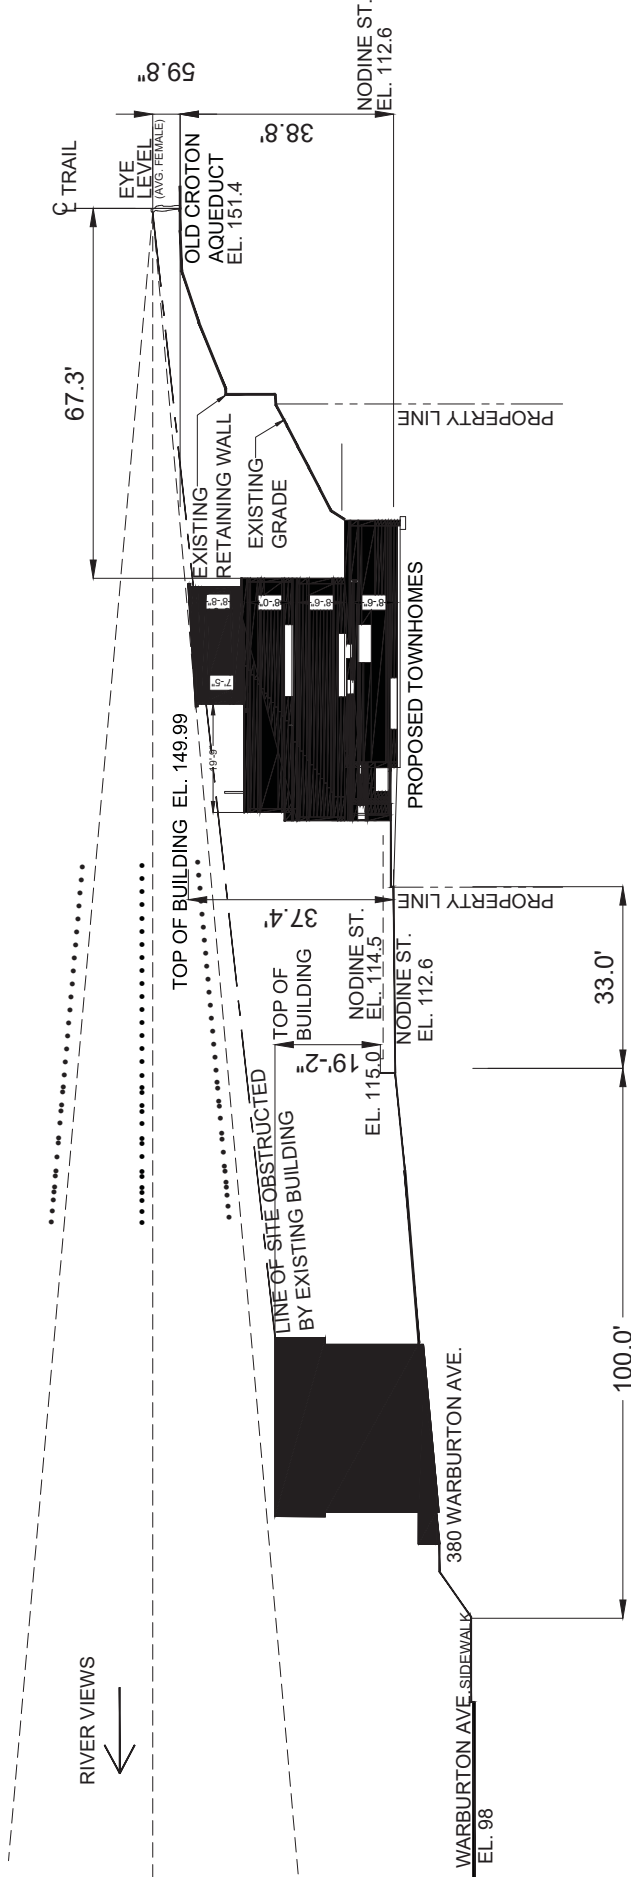 RIVER VIEWS
WARBURTON AVE.
EL. 98
SIDEWALK
380 WARBURTON AVE.
100.0'
LINE OF SITE OBSTRUCTED
BY EXISTING BUILDING
19'-2"
TOP OF
BUILDING
EL. 115.0
NODINE ST.
EL. 114.5
NODINE ST.
EL. 112.6
33.0'
37.4'
TOP OF BUILDING EL. 149.99
PROPERTY LINE
PROPOSED TOWNHOMES
19'-9"
7'-5"
8'-8"
8'-0"
8'-6"
8'-6"
EXISTING
RETAINING WALL
EXISTING
GRADE
PROPERTY LINE
67.3'
OLD CROTON
AQUEDUCT
EL. 151.4
℄ TRAIL
EYE
LEVEL
(AVG. FEMALE)
59.8"
38.8'
NODINE ST.
EL. 112.6